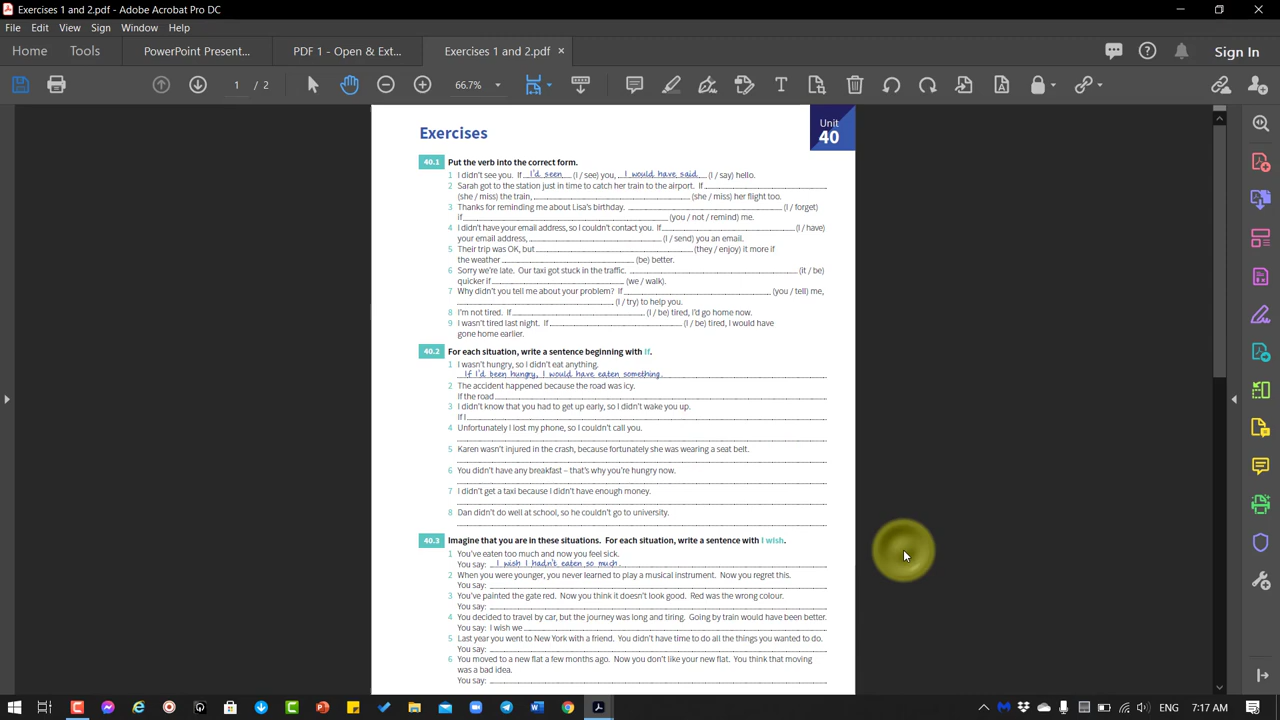 Exercises 1 and 2.pdf - Adobe Acrobat Pro DC
File Edit View Sign Window Help
Home Tools PowerPoint Present... PDF 1 - Open & Ext... Exercises 1 and 2.pdf × Sign In
1 / 2 66.7%
Exercises
Unit
40
40.1 Put the verb into the correct form.
1 I didn't see you. If I'd seen (I / see) you, I would have said (I / say) hello.
2 Sarah got to the station just in time to catch her train to the airport. If
(she / miss) the train, (she / miss) her flight too.
3 Thanks for reminding me about Lisa's birthday. (I / forget)
if (you / not / remind) me.
4 I didn't have your email address, so I couldn't contact you. If (I / have)
your email address, (I / send) you an email.
5 Their trip was OK, but (they / enjoy) it more if
the weather (be) better.
6 Sorry we're late. Our taxi got stuck in the traffic. (it / be)
quicker if (we / walk).
7 Why didn't you tell me about your problem? If (you / tell) me,
(I / try) to help you.
8 I'm not tired. If (I / be) tired, I'd go home now.
9 I wasn't tired last night. If (I / be) tired, I would have
gone home earlier.
40.2 For each situation, write a sentence beginning with If.
1 I wasn't hungry, so I didn't eat anything.
If I'd been hungry, I would have eaten something.
2 The accident happened because the road was icy.
If the road
3 I didn't know that you had to get up early, so I didn't wake you up.
If I
4 Unfortunately I lost my phone, so I couldn't call you.
5 Karen wasn't injured in the crash, because fortunately she was wearing a seat belt.
6 You didn't have any breakfast – that's why you're hungry now.
7 I didn't get a taxi because I didn't have enough money.
8 Dan didn't do well at school, so he couldn't go to university.
40.3 Imagine that you are in these situations. For each situation, write a sentence with I wish.
1 You've eaten too much and now you feel sick.
You say: I wish I hadn't eaten so much.
2 When you were younger, you never learned to play a musical instrument. Now you regret this.
You say:
3 You've painted the gate red. Now you think it doesn't look good. Red was the wrong colour.
You say:
4 You decided to travel by car, but the journey was long and tiring. Going by train would have been better.
You say: I wish we
5 Last year you went to New York with a friend. You didn't have time to do all the things you wanted to do.
You say:
6 You moved to a new flat a few months ago. Now you don't like your new flat. You think that moving
was a bad idea.
You say:
ENG 7:17 AM